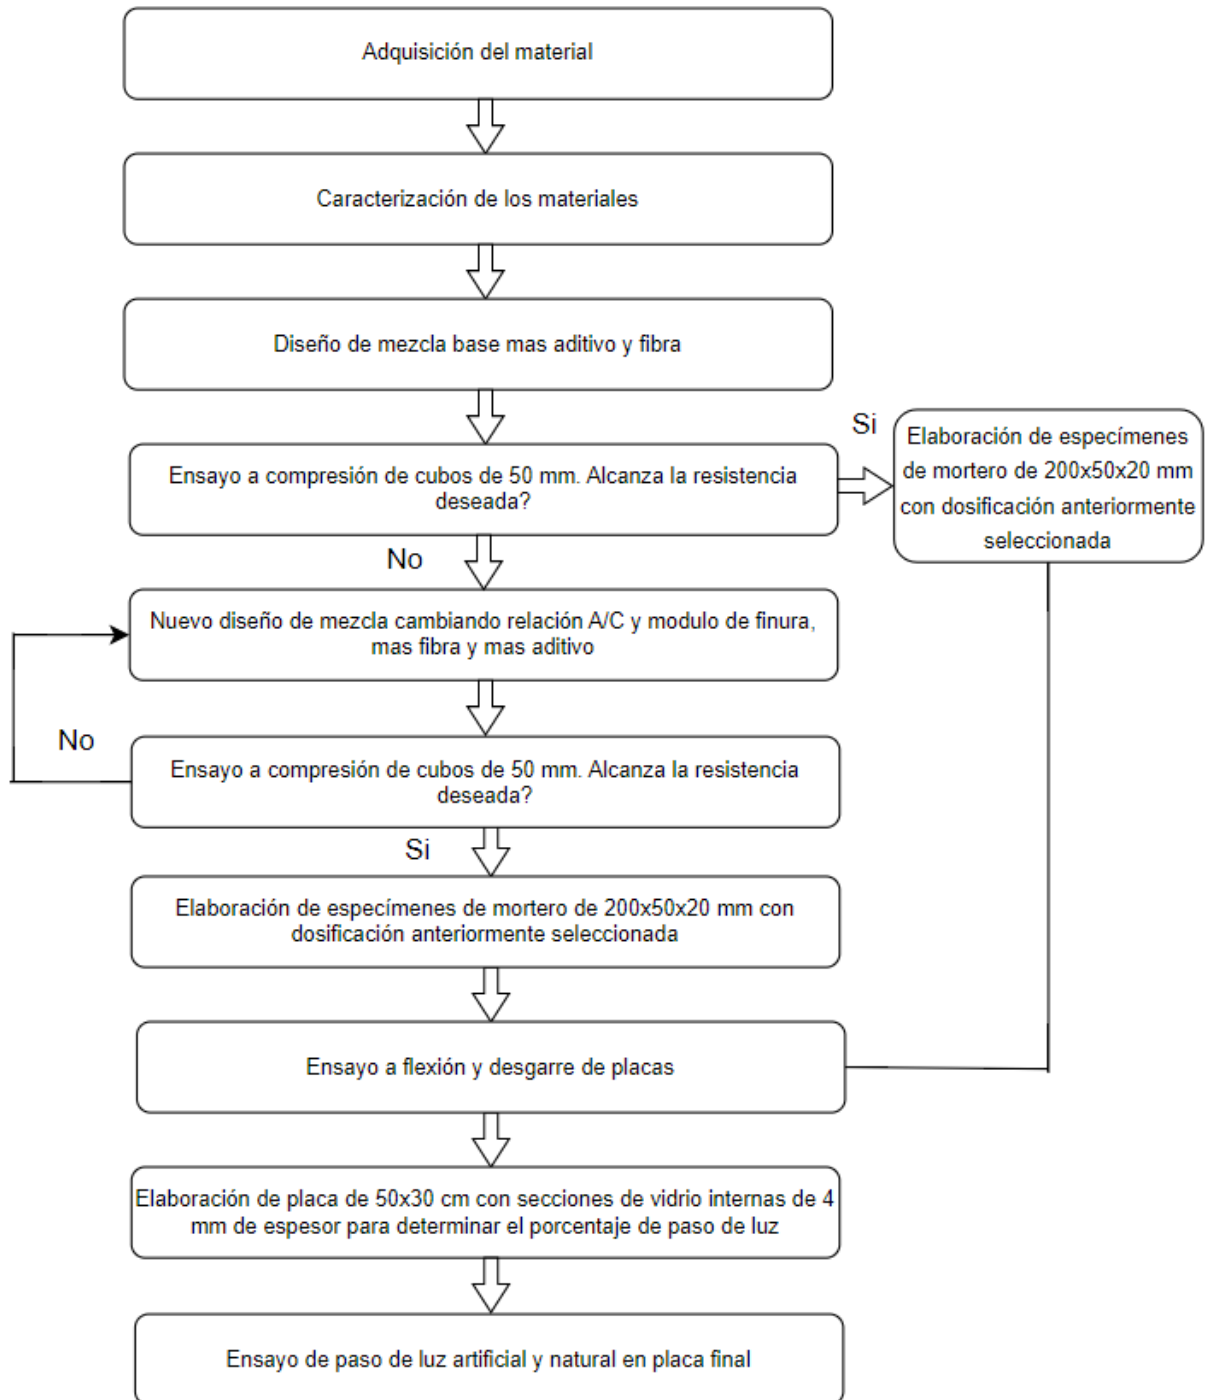 Adquisición del material
Caracterización de los materiales
Diseño de mezcla base mas aditivo y fibra
Ensayo a compresión de cubos de 50 mm. Alcanza la resistencia
deseada?
Si
Elaboración de especímenes
de mortero de 200x50x20 mm
con dosificación anteriormente
seleccionada
No
Nuevo diseño de mezcla cambiando relación A/C y modulo de finura,
mas fibra y mas aditivo
No
Ensayo a compresión de cubos de 50 mm. Alcanza la resistencia
deseada?
Si
Elaboración de especímenes de mortero de 200x50x20 mm con
dosificación anteriormente seleccionada
Ensayo a flexión y desgarre de placas
Elaboración de placa de 50x30 cm con secciones de vidrio internas de 4
mm de espesor para determinar el porcentaje de paso de luz
Ensayo de paso de luz artificial y natural en placa final